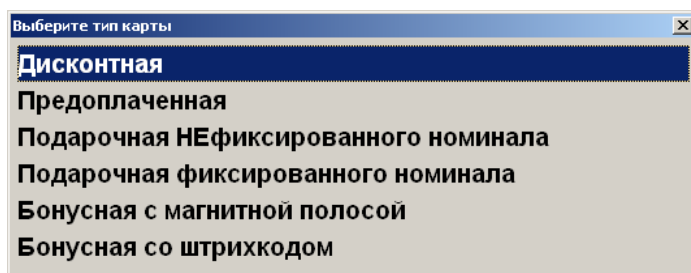 Выберите тип карты
Дисконтная
Предоплаченная
Подарочная НЕфиксированного номинала
Подарочная фиксированного номинала
Бонусная с магнитной полосой
Бонусная со штрихкодом